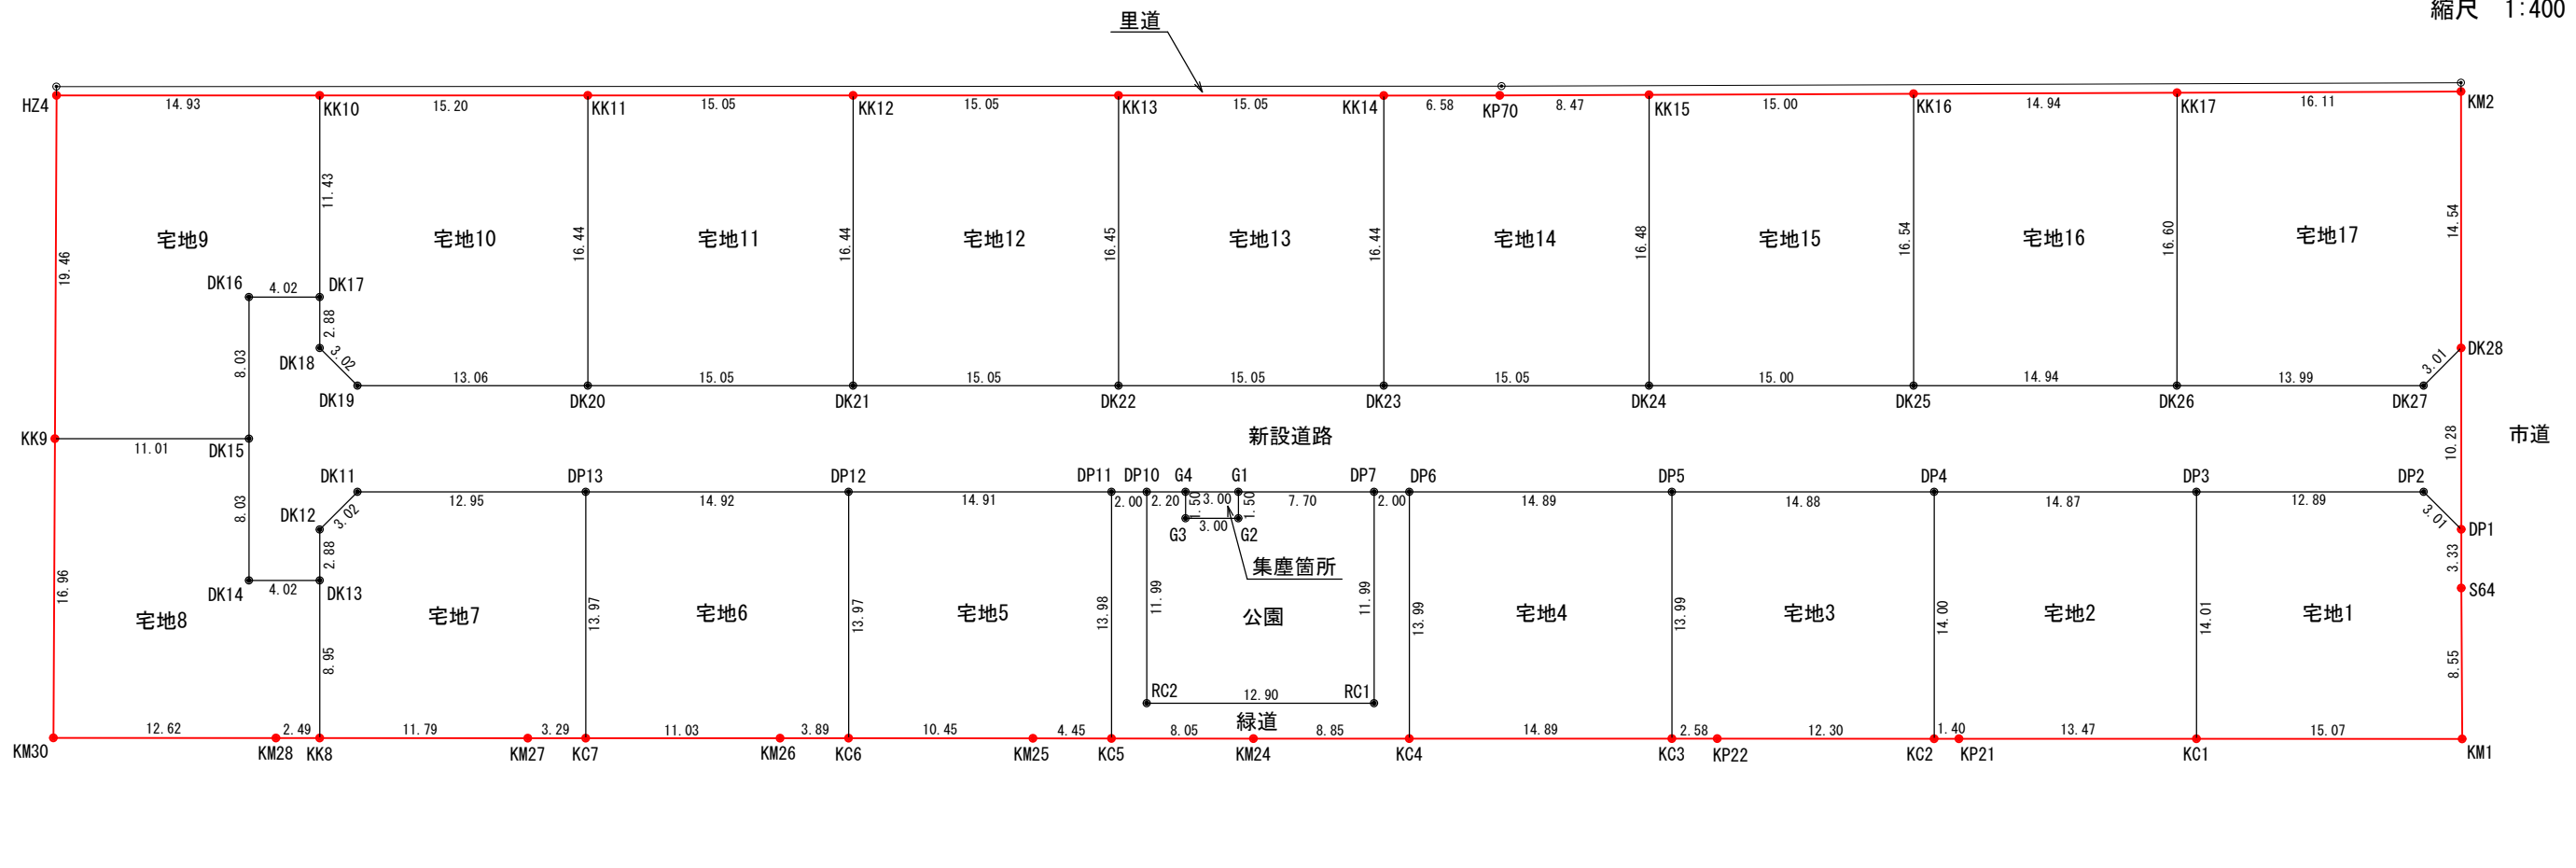 縮尺　1:400
里道
HZ4 14.93 KK10 15.20 KK11 15.05 KK12 15.05 KK13 15.05 KK14 6.58 KP70 8.47 KK15 15.00 KK16 14.94 KK17 16.11 KM2
11.43
19.46 16.44 16.44 16.45 16.44 16.48 16.54 16.60 14.54
宅地9 宅地10 宅地11 宅地12 宅地13 宅地14 宅地15 宅地16 宅地17
DK16 4.02 DK17
2.88
DK18 3.02
8.03
DK28
3.01
13.06 15.05 15.05 15.05 15.05 15.00 14.94 13.99
DK19 DK20 DK21 DK22 DK23 DK24 DK25 DK26 DK27
KK9 11.01 DK15
新設道路
10.28
市道
DK11 DP13 DP12 DP11 DP10 G4 G1 DP7 DP6 DP5 DP4 DP3 DP2
12.95 14.92 14.91 2.00 2.20 1.50 3.00 1.50 7.70 2.00 14.89 14.88 14.87 12.89
8.03
DK12 3.02
3.01
DP1
G3 3.00 G2
集塵箇所
2.88
3.33
16.96
DK14 4.02 DK13
S64
13.97 13.97 13.98 11.99 11.99 13.99 13.99 14.00 14.01
宅地8 宅地7 宅地6 宅地5 公園 宅地4 宅地3 宅地2 宅地1
8.95
8.55
RC2 12.90 RC1
緑道
12.62 2.49 11.79 3.29 11.03 3.89 10.45 4.45 8.05 8.85 14.89 2.58 12.30 1.40 13.47 15.07
KM30 KM28 KK8 KM27 KC7 KM26 KC6 KM25 KC5 KM24 KC4 KC3 KP22 KC2 KP21 KC1 KM1